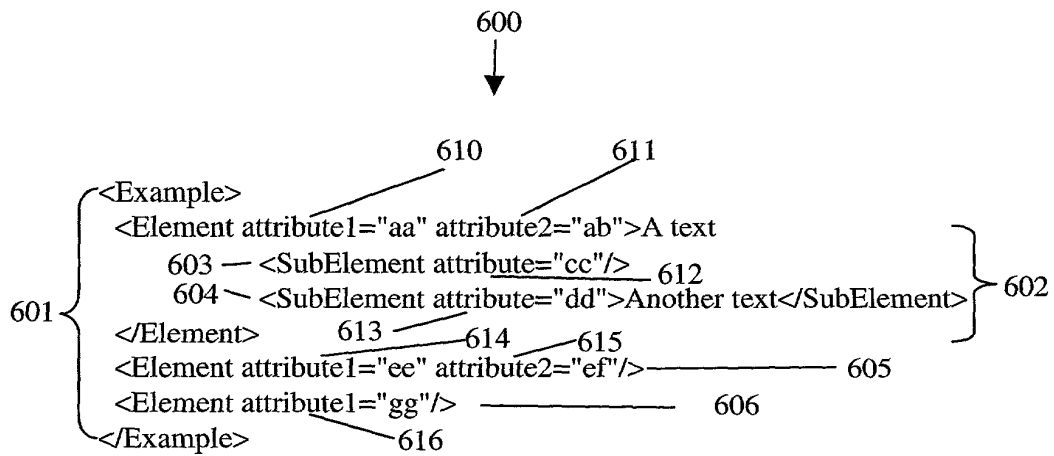 600
610 611
<Example>
<Element attribute1="aa" attribute2="ab">A text
603 <SubElement attribute="cc"/> 612
604 <SubElement attribute="dd">Another text</SubElement> 602
601
</Element> 613 614 615
<Element attribute1="ee" attribute2="ef"/> 605
<Element attribute1="gg"/> 606
</Example> 616